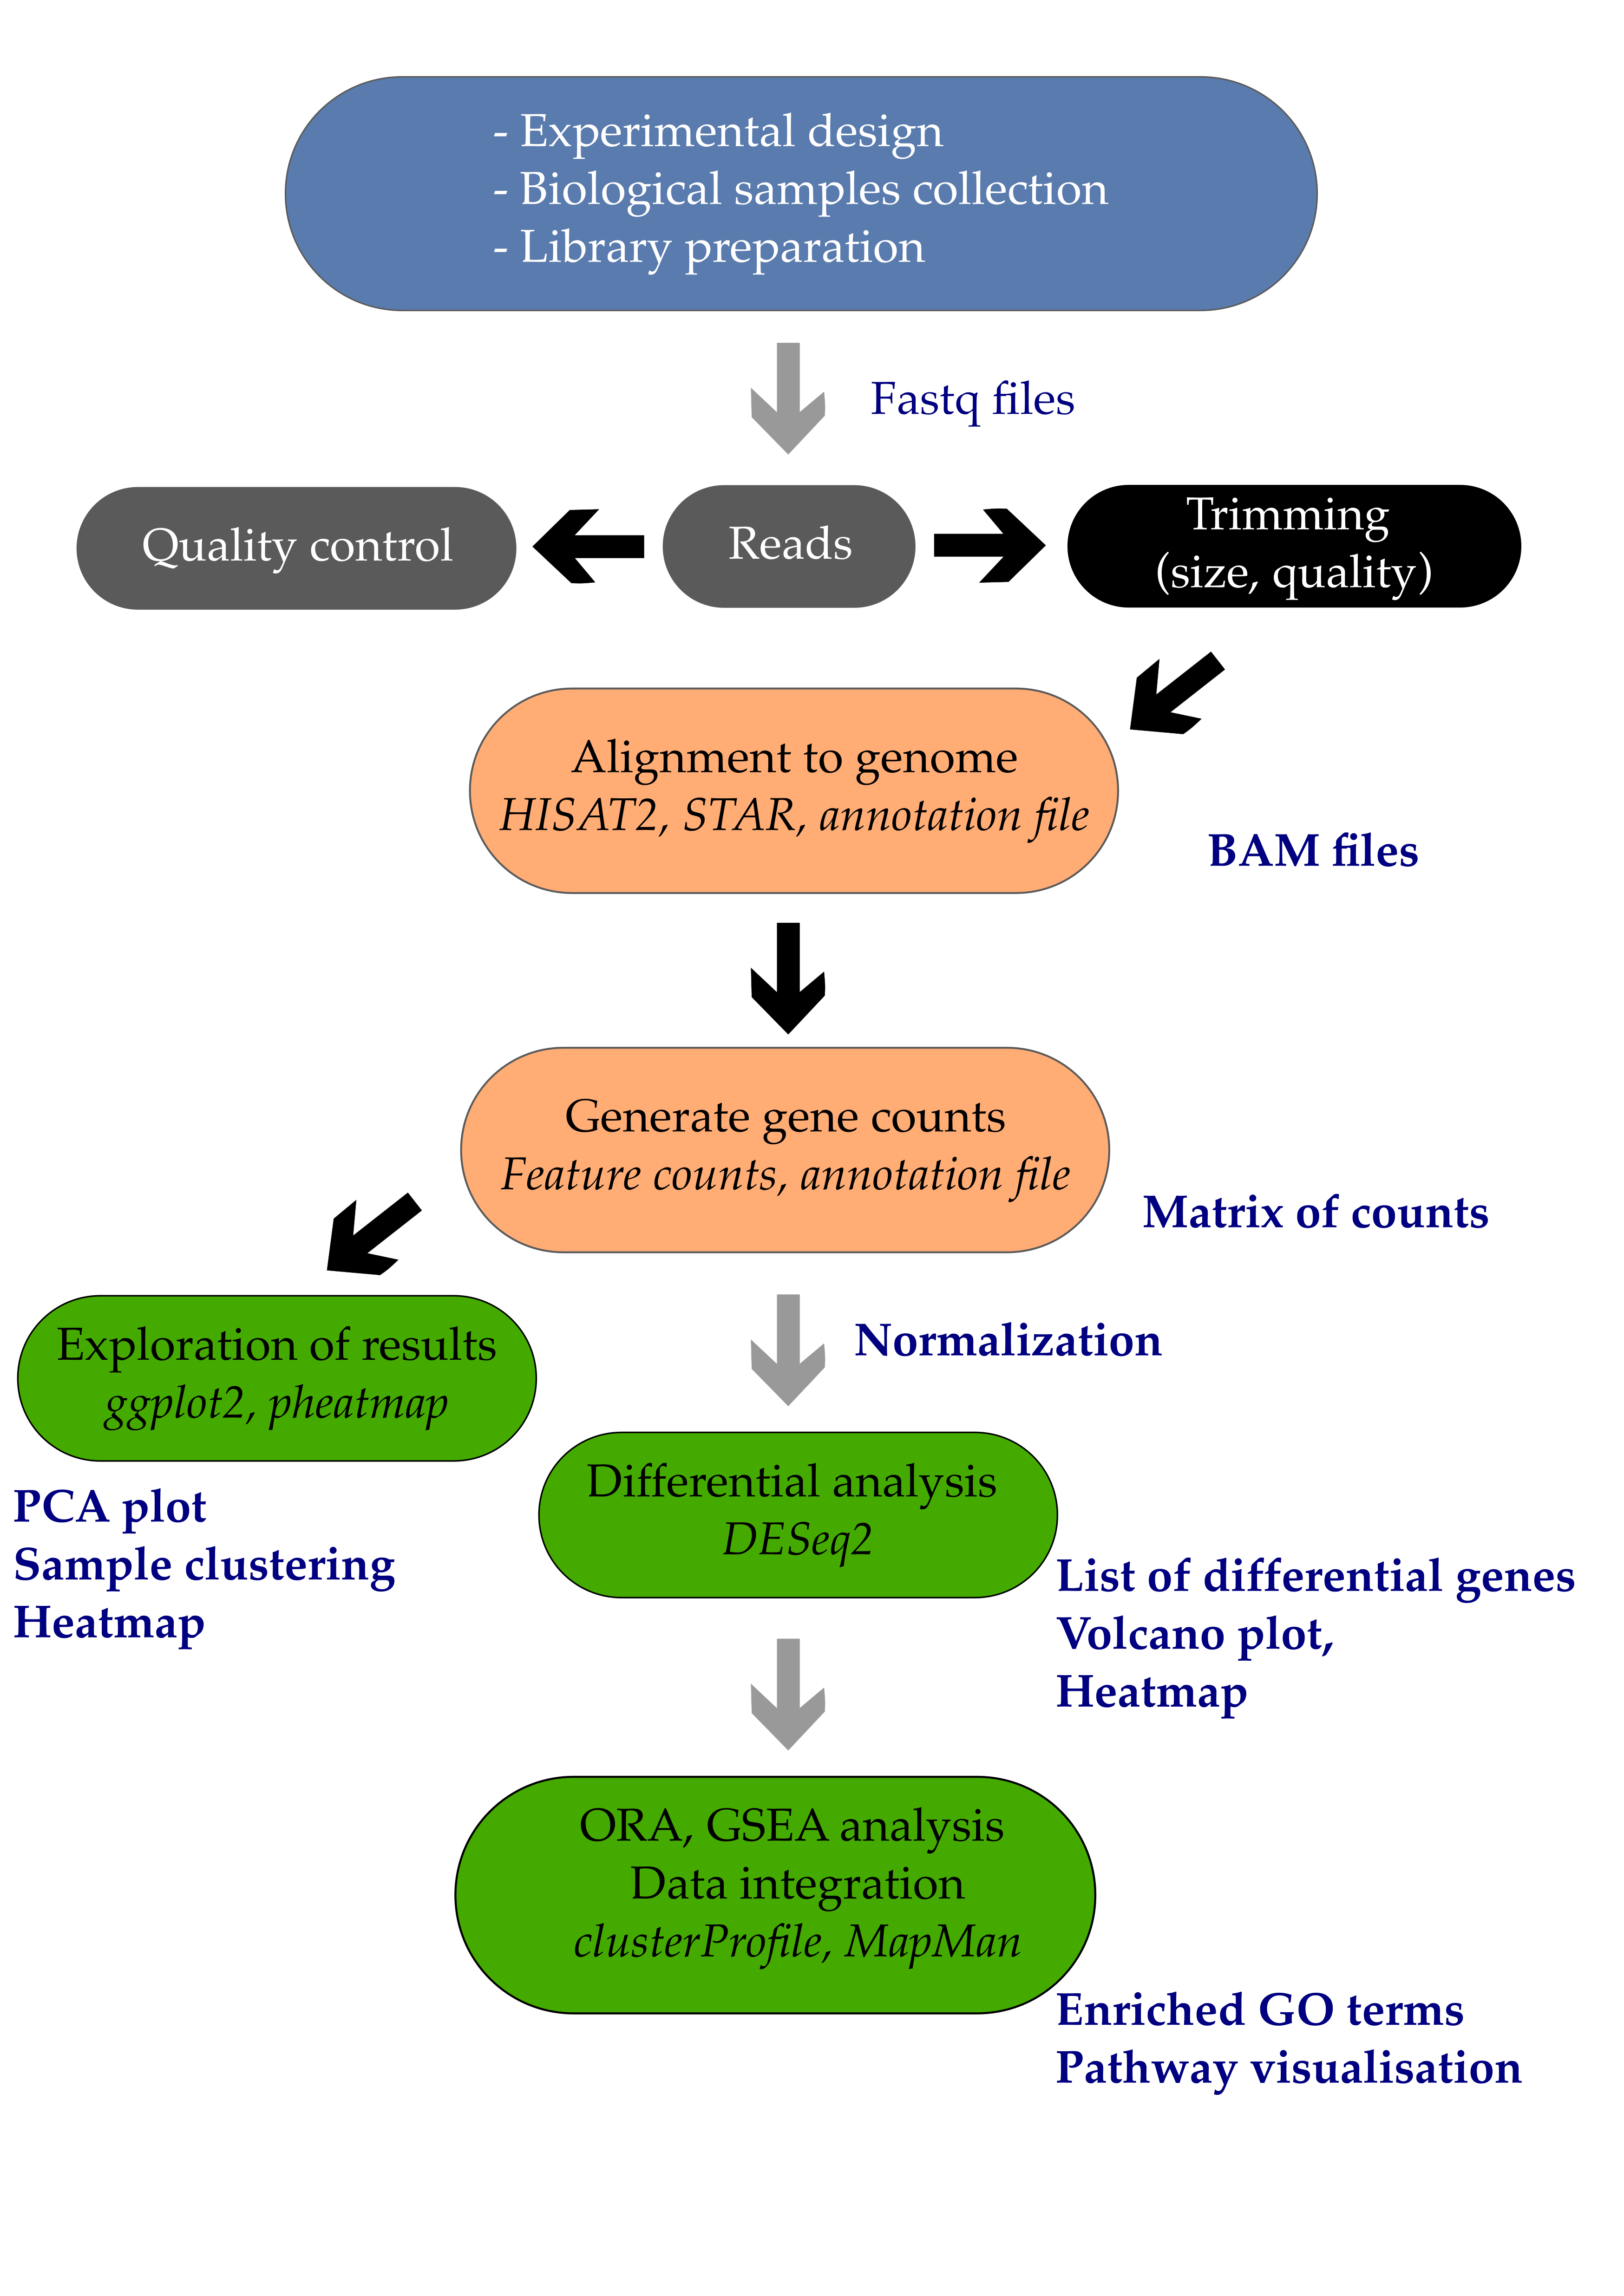 - Experimental design
- Biological samples collection
- Library preparation
Fastq files
Quality control
Reads
Trimming
(size, quality)
Alignment to genome
HISAT2, STAR, annotation file
BAM files
Generate gene counts
Feature counts, annotation file
Matrix of counts
Exploration of results
ggplot2, pheatmap
Normalization
PCA plot
Sample clustering
Heatmap
Differential analysis
DESeq2
List of differential genes
Volcano plot,
Heatmap
ORA, GSEA analysis
Data integration
clusterProfile, MapMan
Enriched GO terms
Pathway visualisation